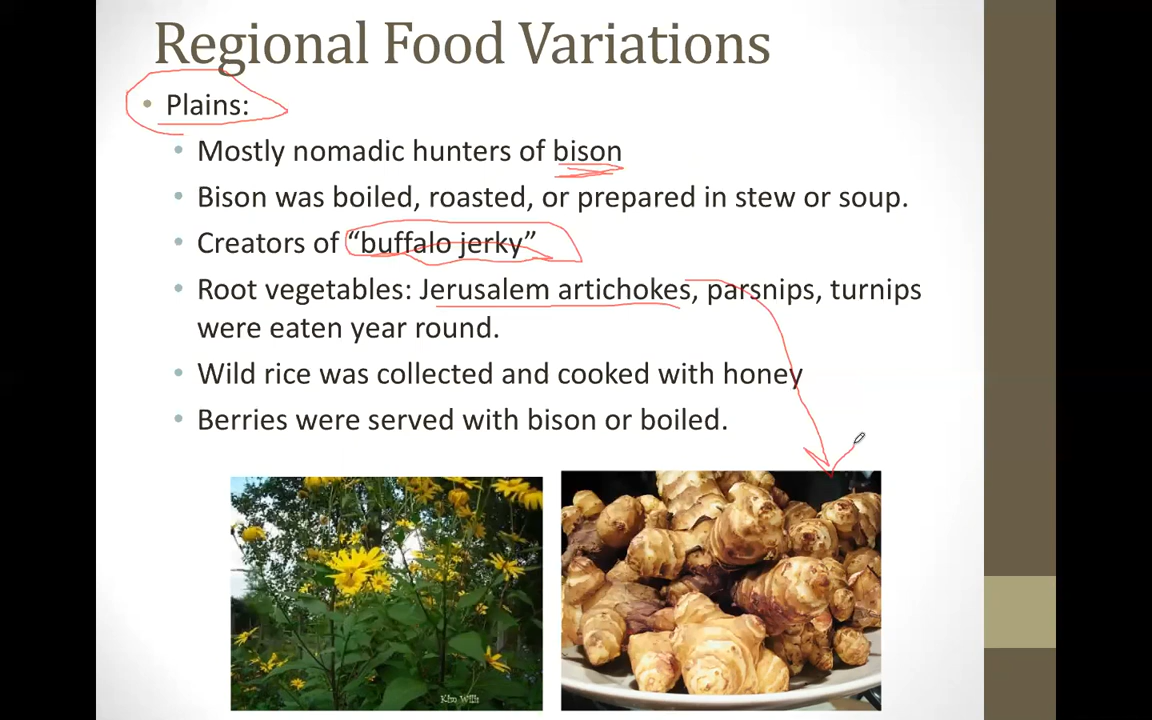 Regional Food Variations
• Plains:
• Mostly nomadic hunters of bison
• Bison was boiled, roasted, or prepared in stew or soup.
• Creators of “buffalo jerky”
• Root vegetables: Jerusalem artichokes, parsnips, turnips
were eaten year round.
• Wild rice was collected and cooked with honey
• Berries were served with bison or boiled.
Kim Wills